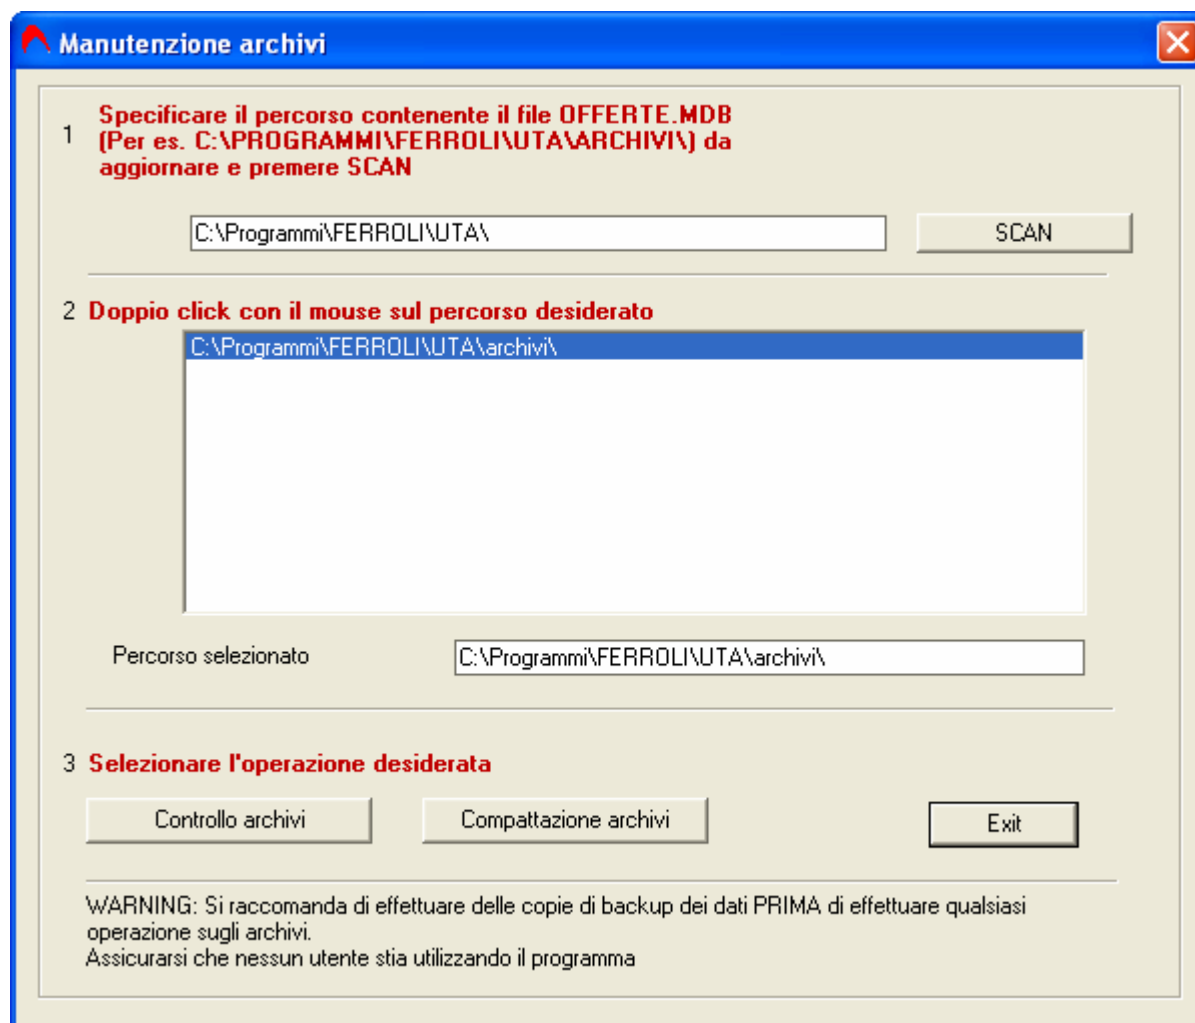 Manutenzione archivi
1 Specificare il percorso contenente il file OFFERTE.MDB
(Per es. C:\PROGRAMMI\FERROLI\UTA\ARCHIVI\) da
aggiornare e premere SCAN
C:\Programmi\FERROLI\UTA\ SCAN
2 Doppio click con il mouse sul percorso desiderato
C:\Programmi\FERROLI\UTA\archivi\
Percorso selezionato C:\Programmi\FERROLI\UTA\archivi\
3 Selezionare l'operazione desiderata
Controllo archivi Compattazione archivi Exit
WARNING: Si raccomanda di effettuare delle copie di backup dei dati PRIMA di effettuare qualsiasi
operazione sugli archivi.
Assicurarsi che nessun utente stia utilizzando il programma